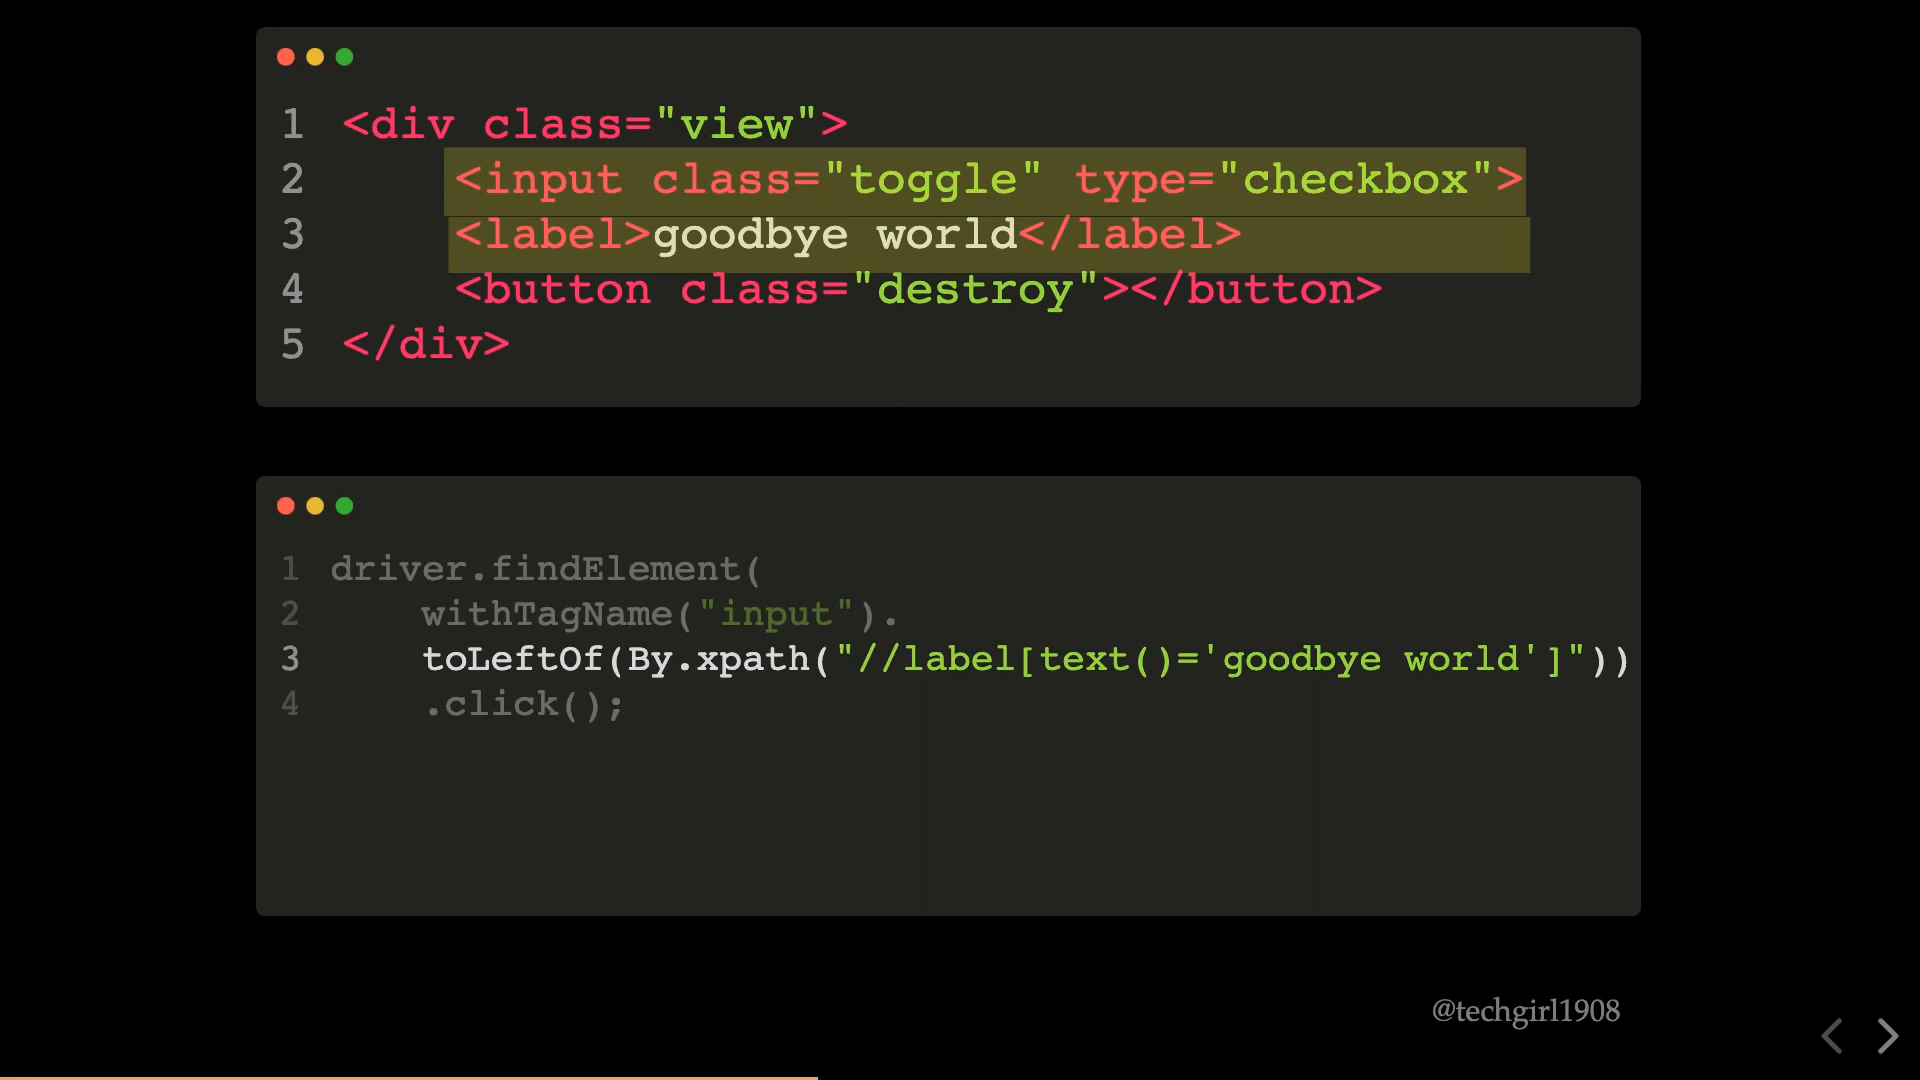 1 <div class="view">
2 <input class="toggle" type="checkbox">
3 <label>goodbye world</label>
4 <button class="destroy"></button>
5 </div>
1 driver.findElement(
2 withTagName("input").
3 toLeftOf(By.xpath("//label[text()='goodbye world']"))
4 .click();
@techgirl1908